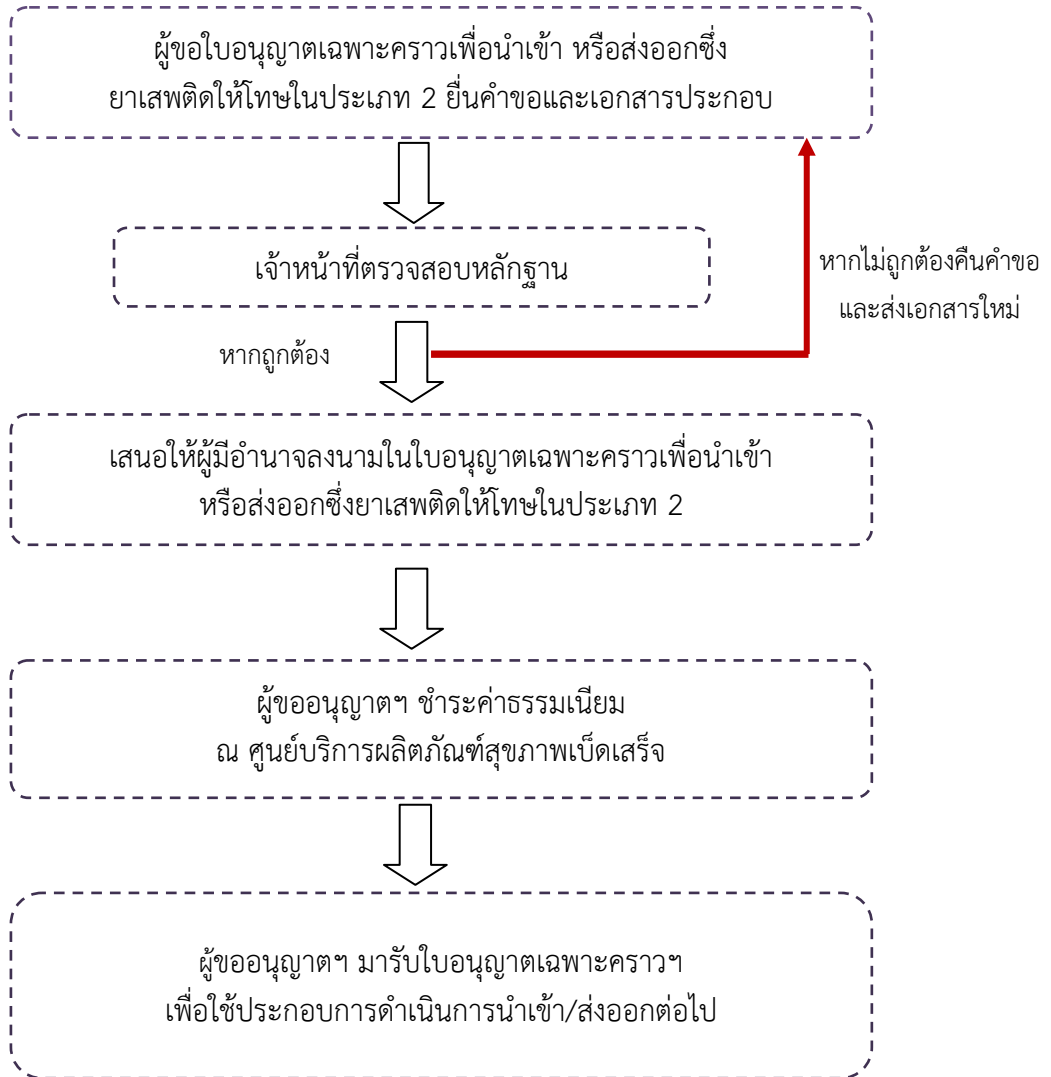 ผู้ขอใบอนุญาตเฉพาะคราวเพื่อนำเข้า หรือส่งออกซึ่ง
ยาเสพติดให้โทษในประเภท 2 ยื่นคำขอและเอกสารประกอบ
เจ้าหน้าที่ตรวจสอบหลักฐาน
หากไม่ถูกต้องคืนคำขอ
และส่งเอกสารใหม่
หากถูกต้อง
เสนอให้ผู้มีอำนาจลงนามในใบอนุญาตเฉพาะคราวเพื่อนำเข้า
หรือส่งออกซึ่งยาเสพติดให้โทษในประเภท 2
ผู้ขออนุญาตฯ ชำระค่าธรรมเนียม
ณ ศูนย์บริการผลิตภัณฑ์สุขภาพเบ็ดเสร็จ
ผู้ขออนุญาตฯ มารับใบอนุญาตเฉพาะคราวฯ
เพื่อใช้ประกอบการดำเนินการนำเข้า/ส่งออกต่อไป